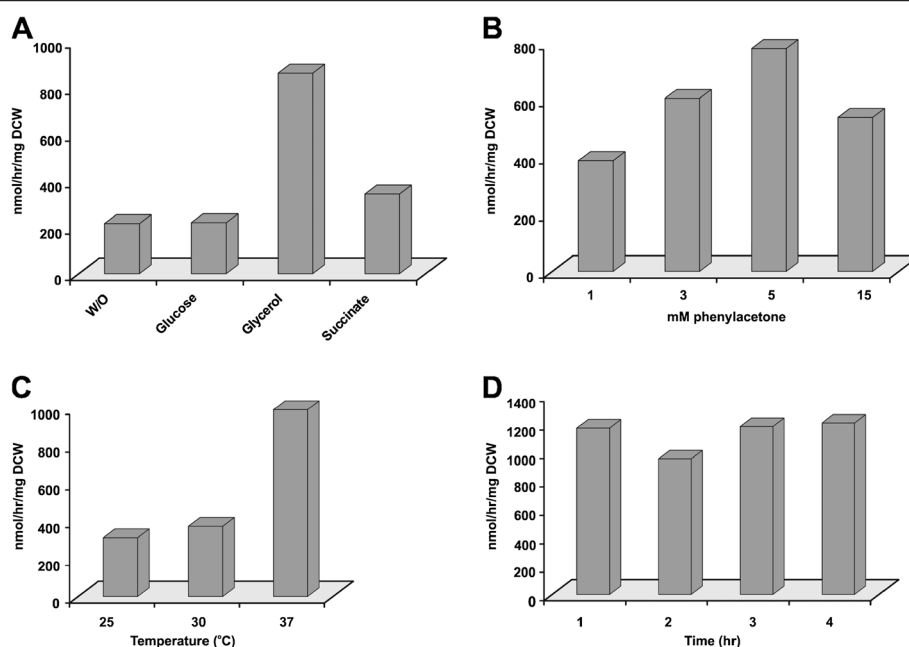 A
nmol/hr/mg DCW
1000
800
600
400
200
0
W/O
Glucose
Glycerol
Succinate
B
nmol/hr/mg DCW
800
600
400
200
0
1 3 5 15
mM phenylacetone
C
nmol/hr/mg DCW
1000
800
600
400
200
0
25 30 37
Temperature (°C)
D
nmol/hr/mg DCW
1400
1200
1000
800
600
400
200
0
1 2 3 4
Time (hr)